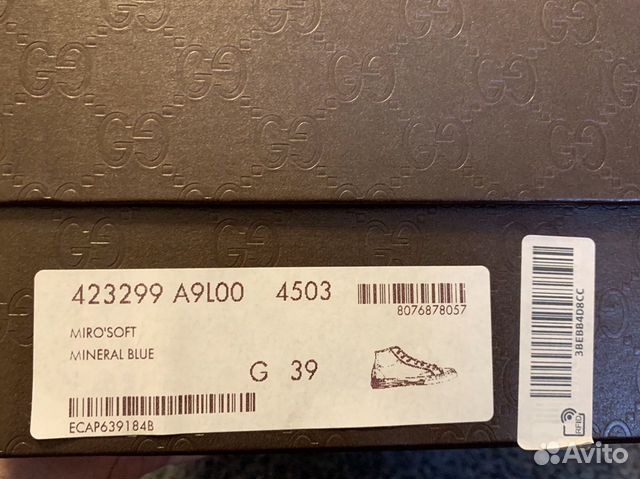 423299 A9L00 4503
8076878057
MIRO'SOFT
MINERAL BLUE
G 39
ECAP639184B
3BEBB4D8CC
RFID
Avito